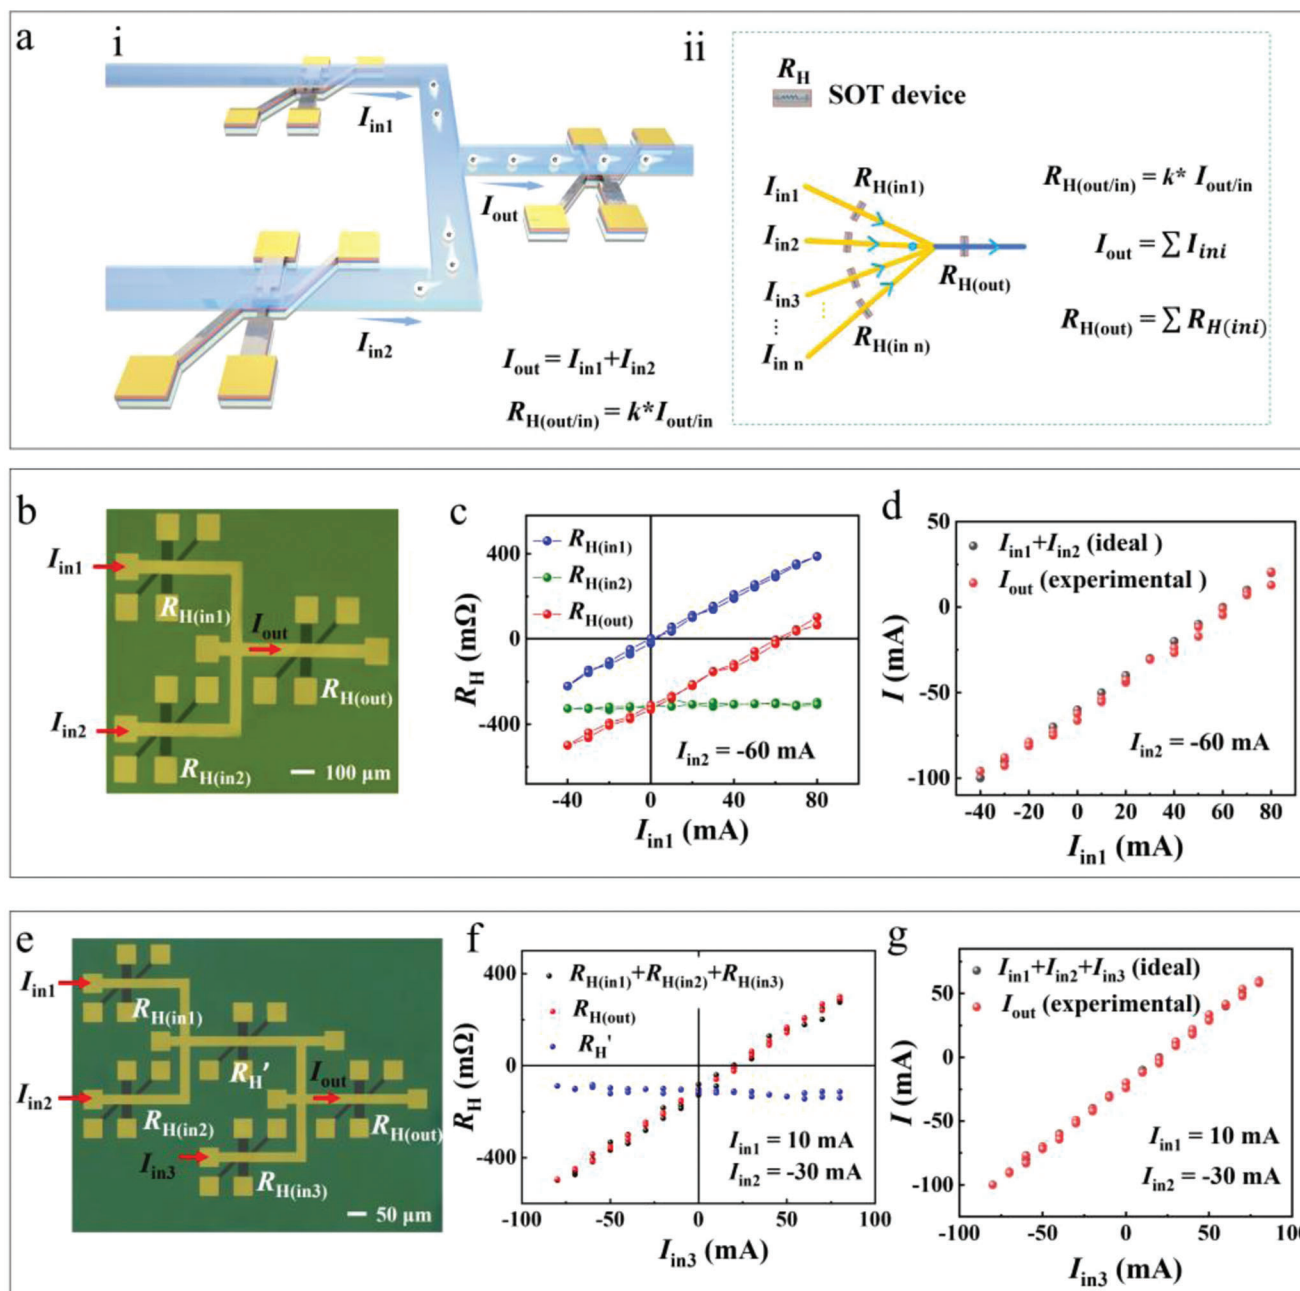 a
i
I_in1
I_out
I_in2
I_out = I_in1+I_in2
R_H(out/in) = k*I_out/in
ii
R_H
SOT device
I_in1
R_H(in1)
I_in2
I_in3
R_H(in n)
I_in n
R_H(out)
R_H(out/in) = k* I_out/in
I_out = ∑ I_ini
R_H(out) = ∑ R_H(ini)
b
I_in1
R_H(in1)
I_out
R_H(out)
I_in2
R_H(in2)
100 μm
c
R_H(in1)
R_H(in2)
R_H(out)
400
0
-400
R_H (mΩ)
I_in2 = -60 mA
-40 0 40 80
I_in1 (mA)
d
I_in1+I_in2 (ideal )
I_out (experimental )
50
0
-50
-100
I (mA)
I_in2 = -60 mA
-40 -20 0 20 40 60 80
I_in1 (mA)
e
I_in1
R_H(in1)
R_H'
I_out
I_in2
R_H(in2)
R_H(out)
I_in3
R_H(in3)
50 μm
f
R_H(in1)+R_H(in2)+R_H(in3)
R_H(out)
R_H'
400
0
-400
R_H (mΩ)
I_in1 = 10 mA
I_in2 = -30 mA
-100 -50 0 50 100
I_in3 (mA)
g
I_in1+I_in2+I_in3 (ideal)
I_out (experimental)
50
0
-50
-100
I (mA)
I_in1 = 10 mA
I_in2 = -30 mA
-100 -50 0 50 100
I_in3 (mA)